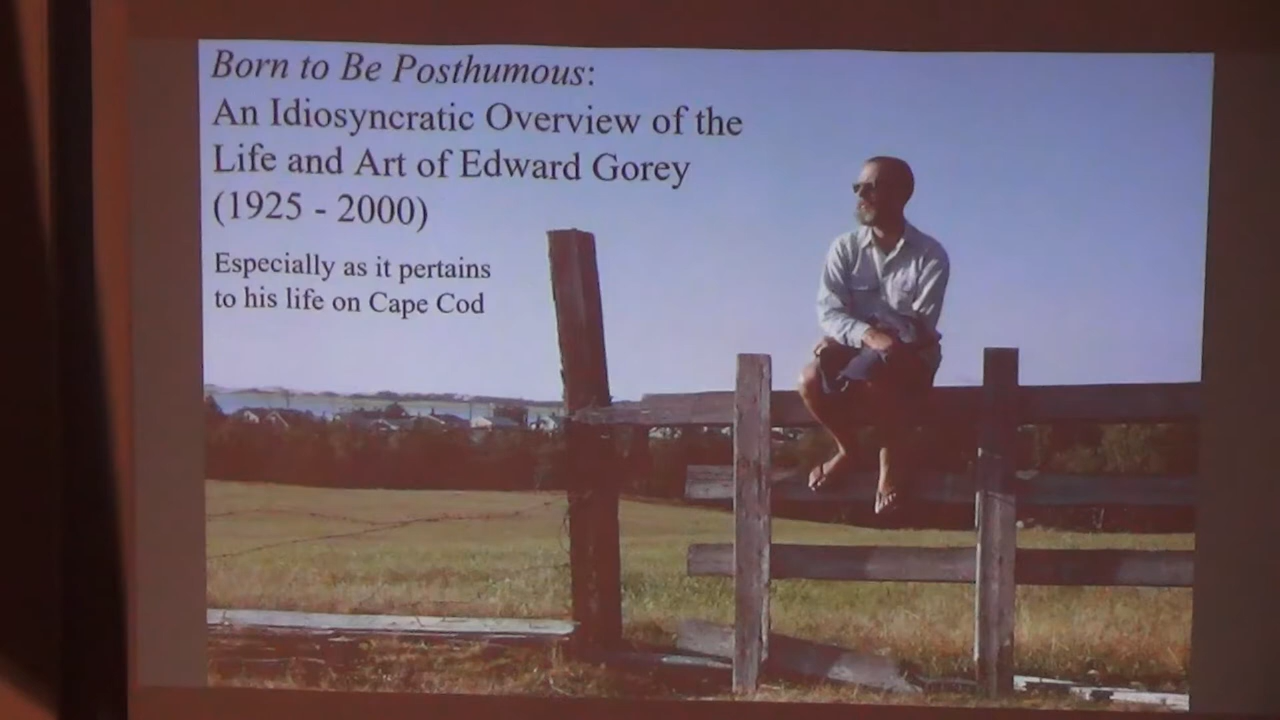 Born to Be Posthumous:
An Idiosyncratic Overview of the
Life and Art of Edward Gorey
(1925 - 2000)
Especially as it pertains
to his life on Cape Cod